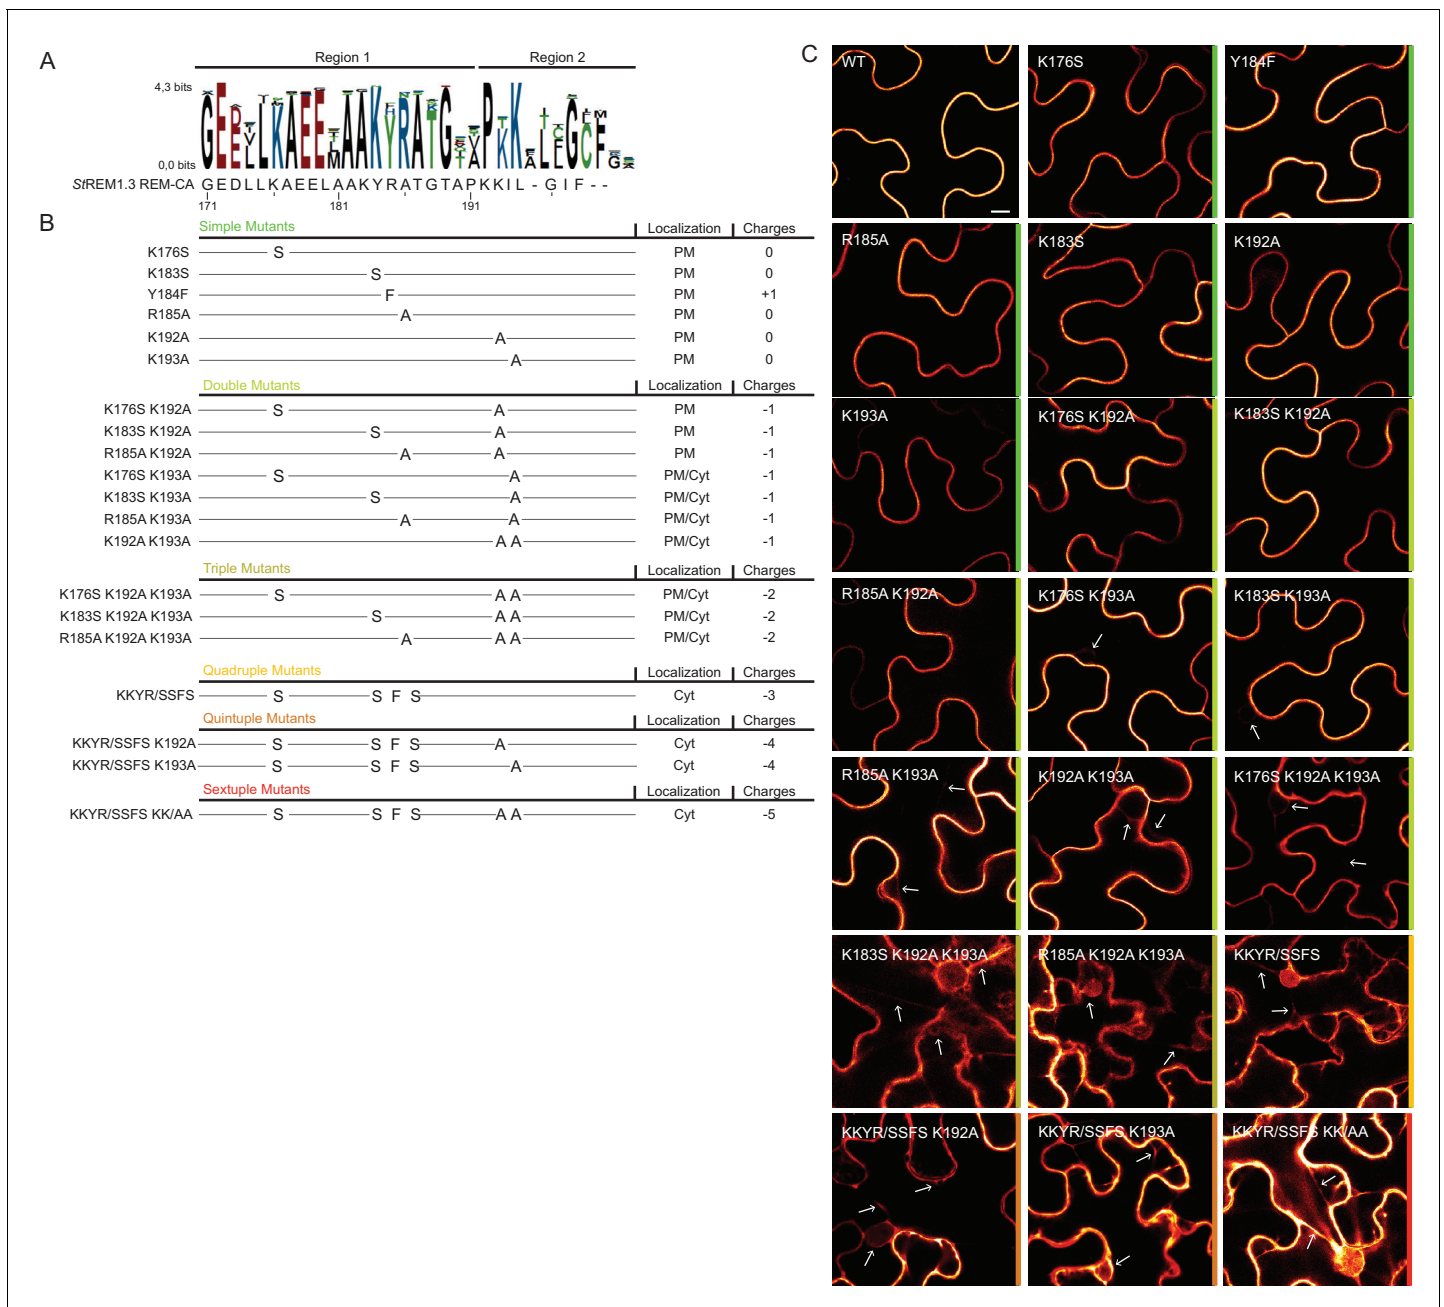 A
Region 1
Region 2
4,3 bits
0,0 bits
StREM1.3 REM-CA GEDLLKAEELAAKYRATGTAPKKIL-GIF--
171
181
191
B
Simple Mutants Localization Charges
K176S S PM 0
K183S S PM 0
Y184F F PM +1
R185A A PM 0
K192A A PM 0
K193A A PM 0
Double Mutants Localization Charges
K176S K192A S A PM -1
K183S K192A S A PM -1
R185A K192A A A PM -1
K176S K193A S A PM/Cyt -1
K183S K193A S A PM/Cyt -1
R185A K193A A A PM/Cyt -1
K192A K193A A A PM/Cyt -1
Triple Mutants Localization Charges
K176S K192A K193A S A A PM/Cyt -2
K183S K192A K193A S A A PM/Cyt -2
R185A K192A K193A A A A PM/Cyt -2
Quadruple Mutants Localization Charges
KKYR/SSFS S S F S Cyt -3
Quintuple Mutants Localization Charges
KKYR/SSFS K192A S S F S A Cyt -4
KKYR/SSFS K193A S S F S A Cyt -4
Sextuple Mutants Localization Charges
KKYR/SSFS KK/AA S S F S A A Cyt -5
C
WT
K176S
Y184F
R185A
K183S
K192A
K193A
K176S K192A
K183S K192A
R185A K192A
K176S K193A
K183S K193A
R185A K193A
K192A K193A
K176S K192A K193A
K183S K192A K193A
R185A K192A K193A
KKYR/SSFS
KKYR/SSFS K192A
KKYR/SSFS K193A
KKYR/SSFS KK/AA